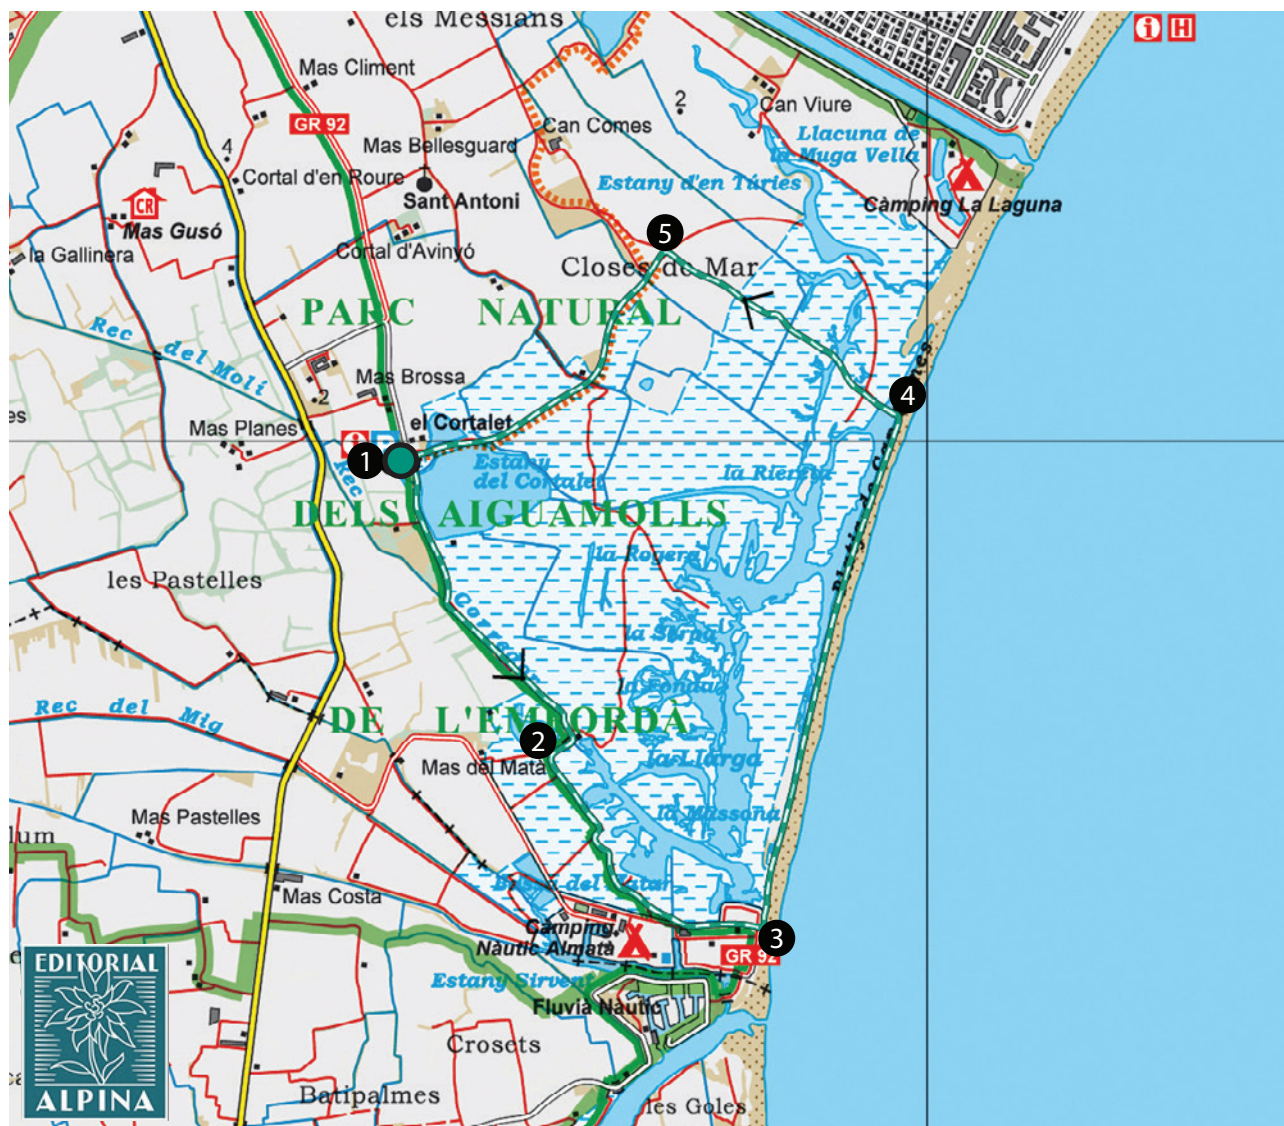 els Messians
i H
Mas Climent
GR 92
2
Can Viure
Can Comes
Llacuna de
la Muga Vella
4
Mas Bellesguard
Cortal d'en Roure
Estany d'en Túries
Sant Antoni
Càmping La Laguna
CR
Mas Gusó
5
la Gallinera
Cortal d'Avinyó
Closes de Mar
PARC NATURAL
Rec del Molí
Mas Brossa
2
4
es
Mas Planes
el Cortalet
i
1
Rec
Estany
del Cortalet
la Riereta
DELS AIGUAMOLLS
la Rogera
les Pastelles
la Serpa
la Fonda
Rec del Mig
DE L'EMPORDÀ
2
la Llarga
Mas del Matà
la Massona
Mas Pastelles
lum
Mas Costa
Càmping
Nàutic Almatà
3
GR 92
EDITORIAL
ALPINA
Estany Sirvent
Fluvià Nàutic
Crosets
Batipalmes
les Goles